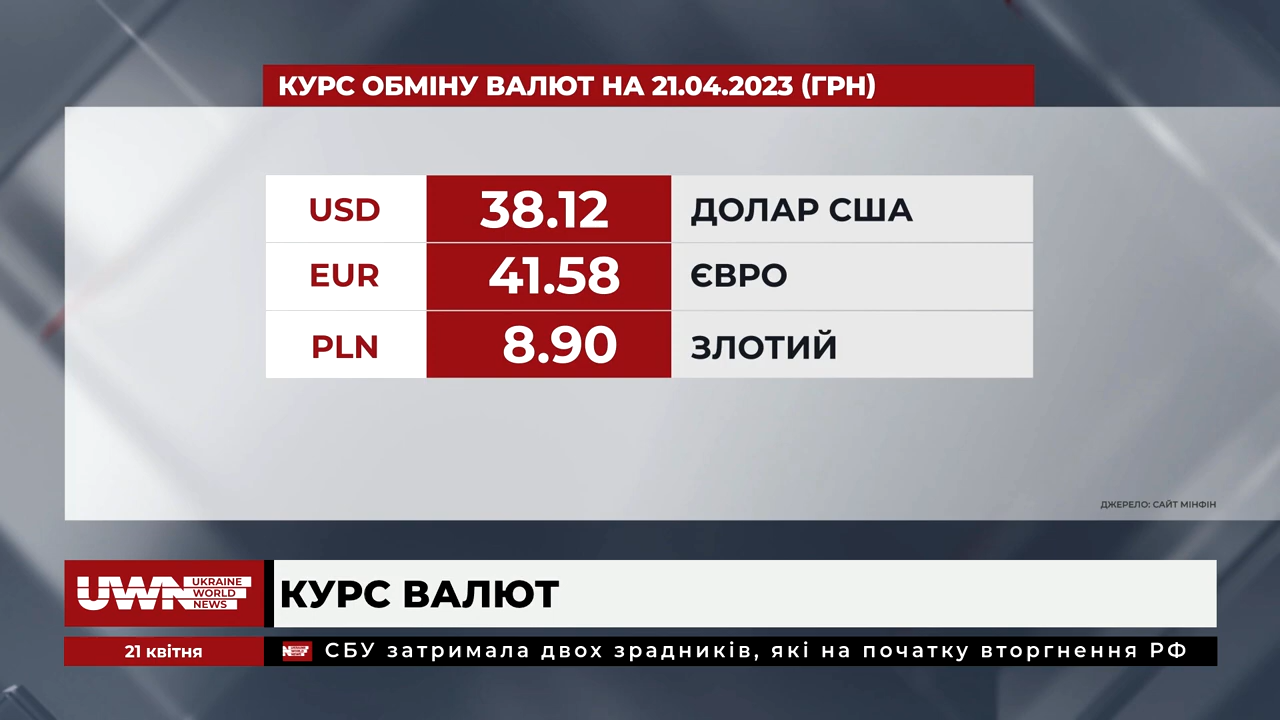 КУРС ОБМІНУ ВАЛЮТ НА 21.04.2023 (ГРН)
USD 38.12 ДОЛАР США
EUR 41.58 ЄВРО
PLN 8.90 ЗЛОТИЙ
ДЖЕРЕЛО: САЙТ МІНФІН
UWN UKRAINE WORLD NEWS
КУРС ВАЛЮТ
21 квітня
СБУ затримала двох зрадників, які на початку вторгнення РФ